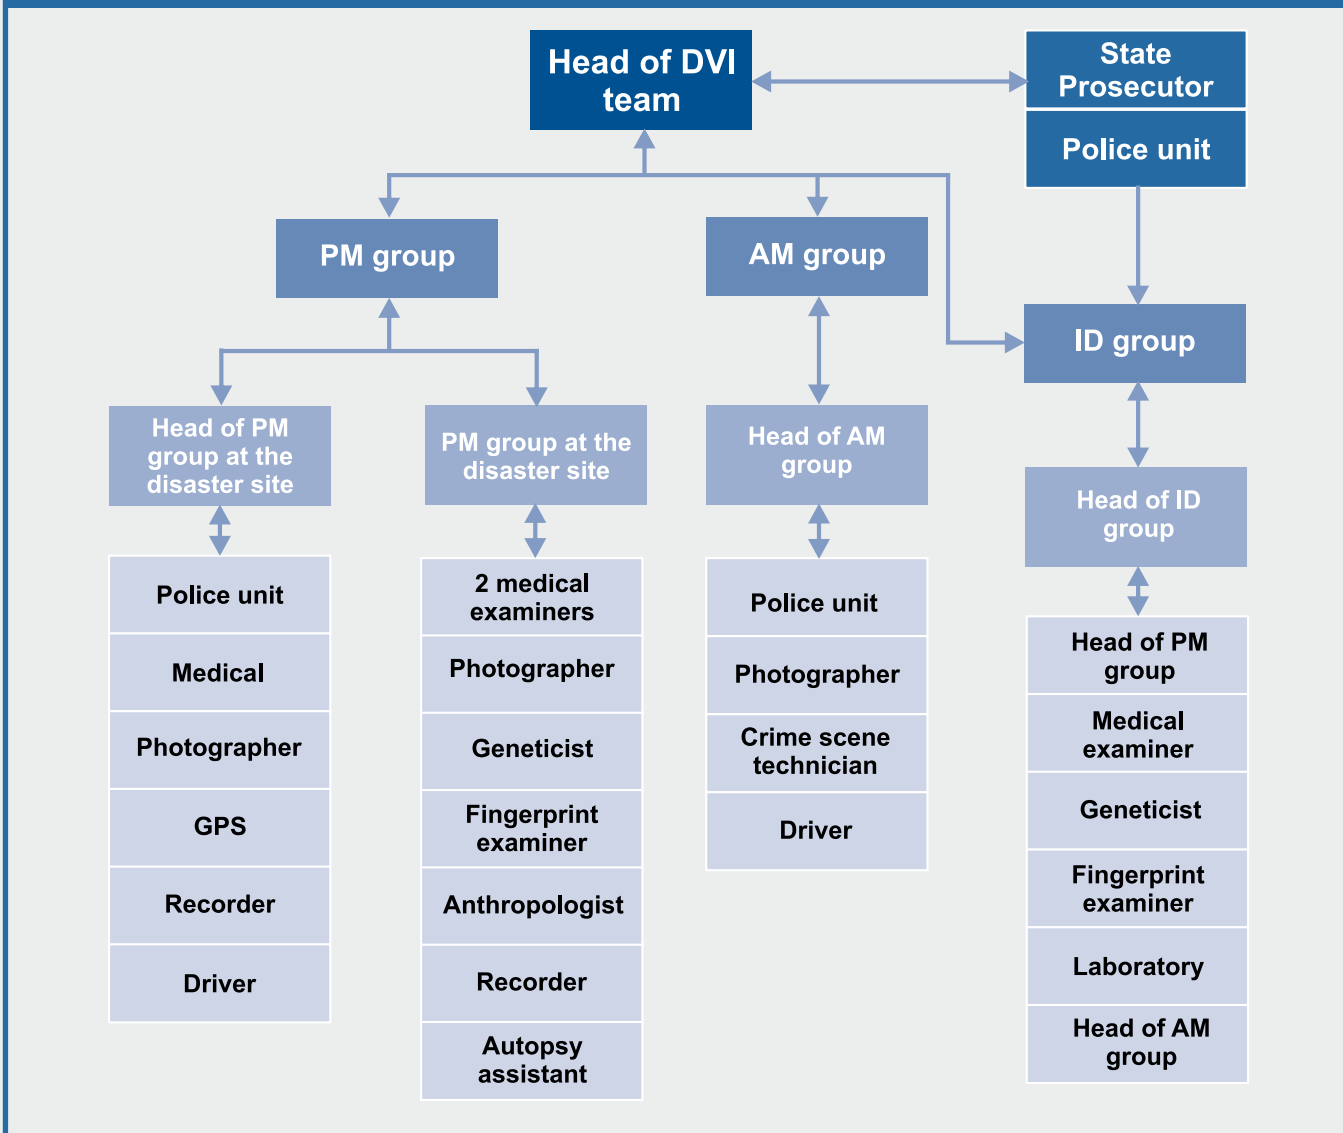 Head of DVI
team
State
Prosecutor
Police unit
PM group
AM group
ID group
Head of PM
group at the
disaster site
PM group at the
disaster site
Head of AM
group
Head of ID
group
Police unit
Medical
Photographer
GPS
Recorder
Driver
2 medical
examiners
Photographer
Geneticist
Fingerprint
examiner
Anthropologist
Recorder
Autopsy
assistant
Police unit
Photographer
Crime scene
technician
Driver
Head of PM
group
Medical
examiner
Geneticist
Fingerprint
examiner
Laboratory
Head of AM
group